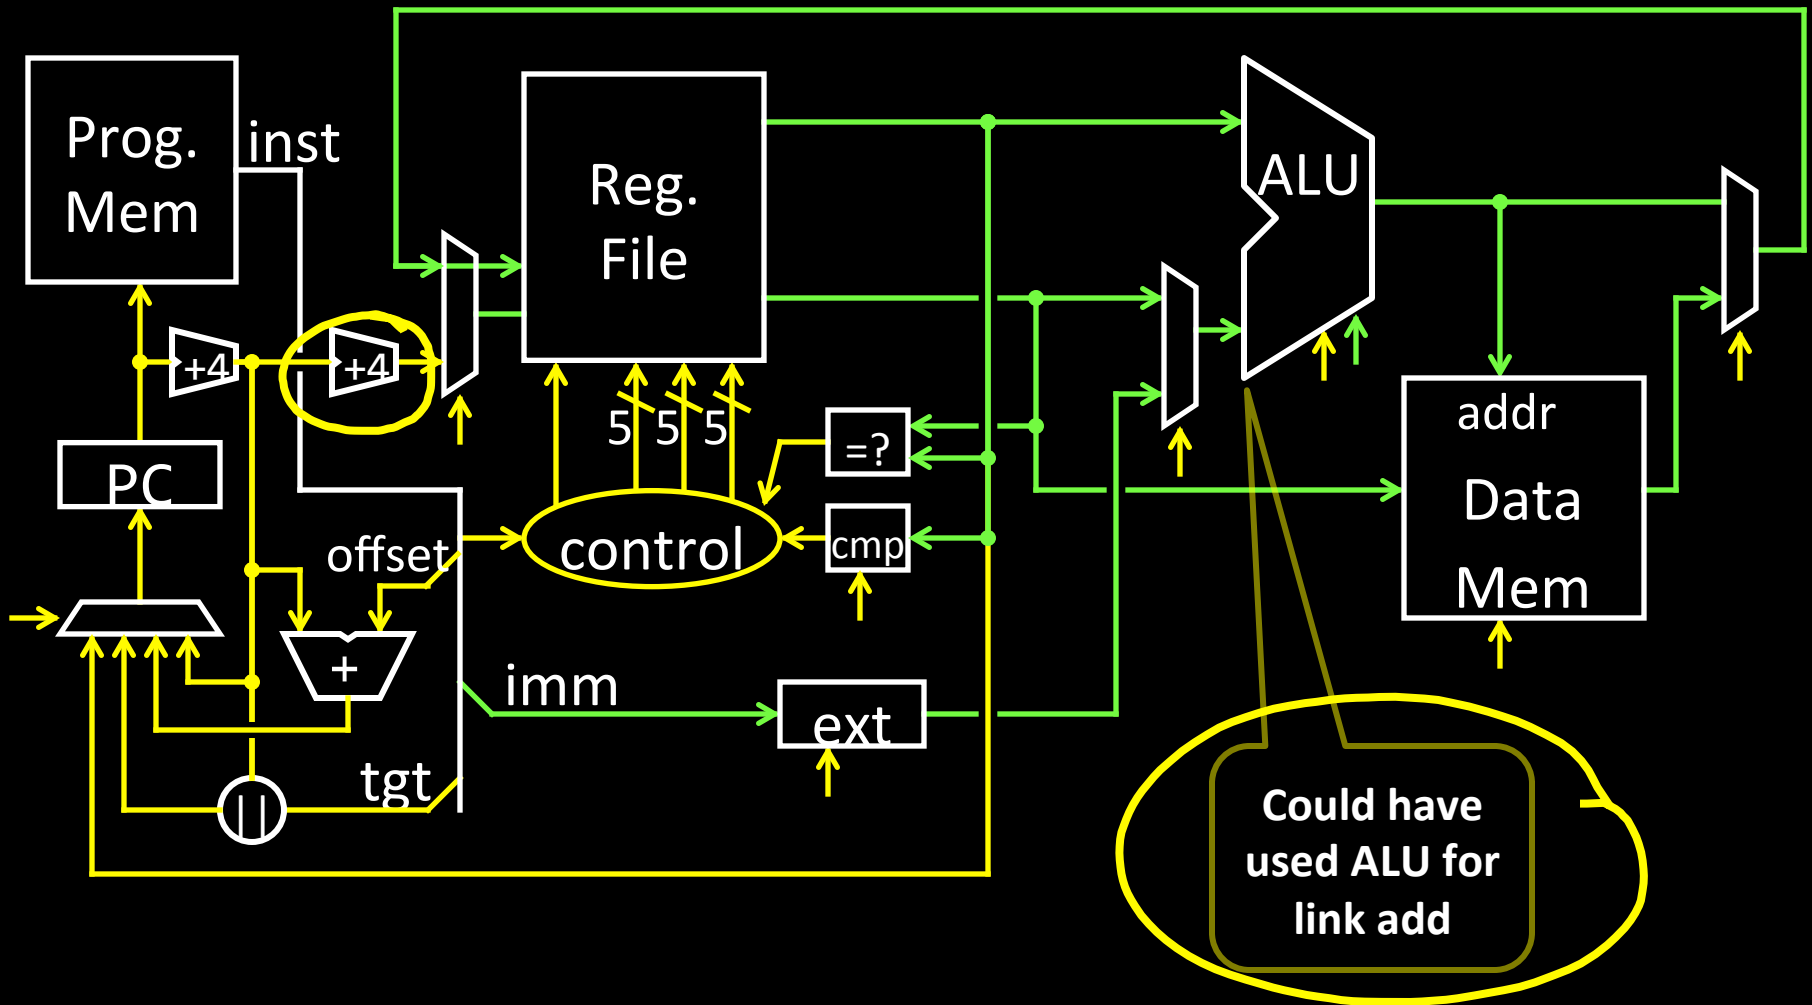 Prog.
Mem
inst
Reg.
File
ALU
+4
+4
5 5 5
=?
addr
Data
Mem
PC
offset
control
cmp
+
imm
ext
tgt
||
Could have
used ALU for
link add